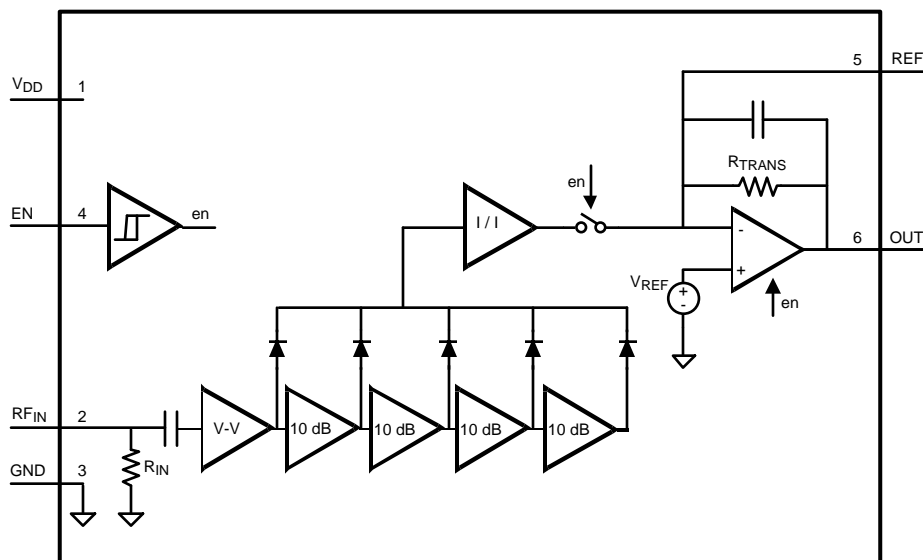 5 REF
VDD 1
RTRANS
en
EN 4 en
I / I
-
+
6 OUT
VREF
+
-
en
RFIN 2
V-V 10 dB 10 dB 10 dB 10 dB
RIN
GND 3